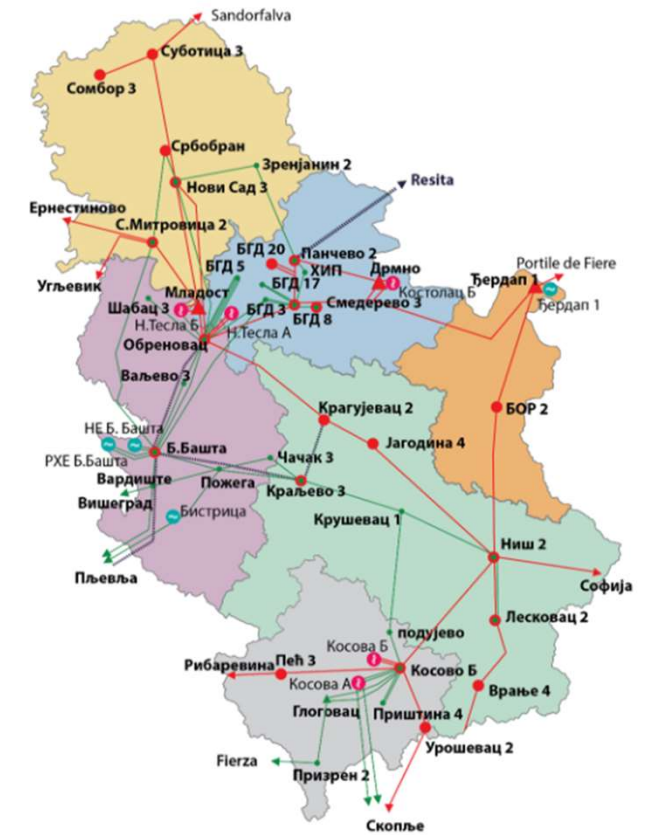 Sandorfalva
Суботица 3
Сомбор 3
Србобран
Зрењанин 2
Нови Сад 3
Resita
Ернестиново
С.Митровица 2
БГД 20
Панчево 2
Portile de Fiere
БГД 5
ХИП
Дрмно
Ђердап 1
Угљевик
Младост
БГД 17
Костолац Б
Ђердап 1
Шабац 3
БГД 3
Смедерево 3
Н.Тесла Б
БГД 8
Н.Тесла А
Обреновац
Ваљево 3
Крагујевац 2
БОР 2
НЕ Б. Башта
Јагодина 4
Б.Башта
Чачак 3
РХЕ Б.Башта
Вардиште
Пожега
Краљево 3
Вишеград
Бистрица
Крушевац 1
Ниш 2
Пљевља
Софија
Лесковац 2
подујево
Косова Б
Рибаревина
Пећ 3
Косово Б
Косова А
Врање 4
Глоговац
Приштина 4
Урошевац 2
Fierza
Призрен 2
Скопље